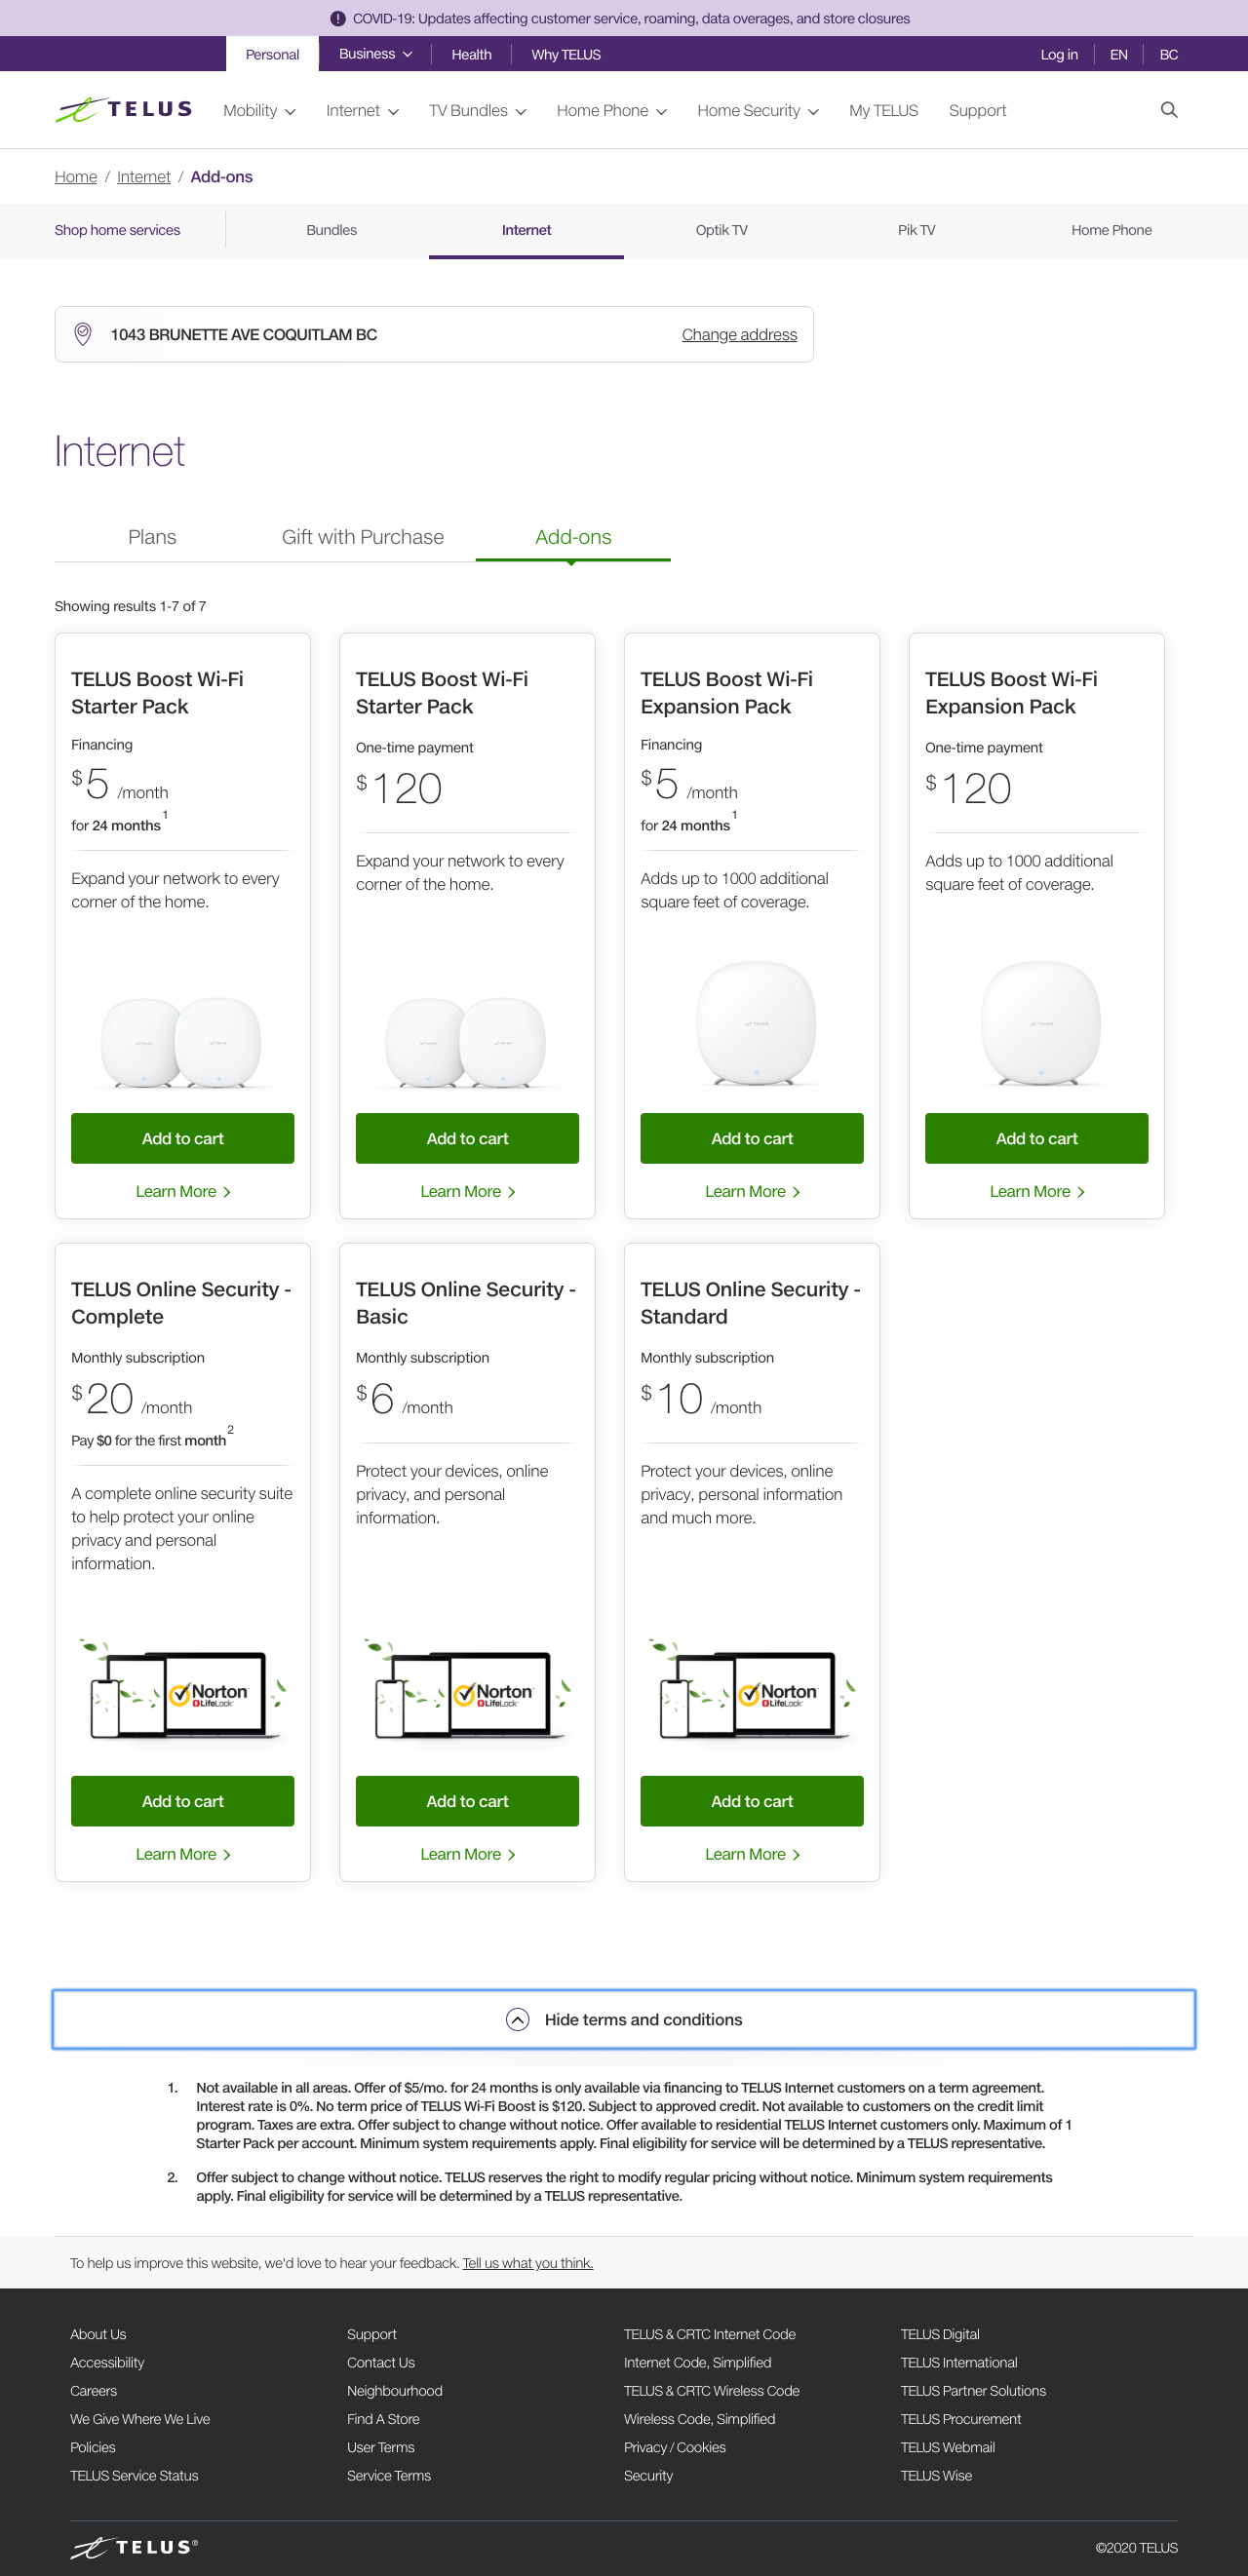 COVID-19: Updates affecting customer service, roaming, data overages, and store closures
Personal Business Health Why TELUS Log in EN BC
TELUS Mobility Internet TV Bundles Home Phone Home Security My TELUS Support
Home / Internet / Add-ons
Shop home services Bundles Internet Optik TV Pik TV Home Phone
1043 BRUNETTE AVE COQUITLAM BC Change address
Internet
Plans Gift with Purchase Add-ons
Showing results 1-7 of 7
TELUS Boost Wi-Fi
Starter Pack
Financing
$5 /month
for 24 months1
Expand your network to every
corner of the home.
Add to cart
Learn More
TELUS Boost Wi-Fi
Starter Pack
One-time payment
$120
Expand your network to every
corner of the home.
Add to cart
Learn More
TELUS Boost Wi-Fi
Expansion Pack
Financing
$5 /month
for 24 months1
Adds up to 1000 additional
square feet of coverage.
Add to cart
Learn More
TELUS Boost Wi-Fi
Expansion Pack
One-time payment
$120
Adds up to 1000 additional
square feet of coverage.
Add to cart
Learn More
TELUS Online Security -
Complete
Monthly subscription
$20 /month
Pay $0 for the first month2
A complete online security suite
to help protect your online
privacy and personal
information.
Norton
LifeLock
Add to cart
Learn More
TELUS Online Security -
Basic
Monthly subscription
$6 /month
Protect your devices, online
privacy, and personal
information.
Norton
LifeLock
Add to cart
Learn More
TELUS Online Security -
Standard
Monthly subscription
$10 /month
Protect your devices, online
privacy, personal information
and much more.
Norton
LifeLock
Add to cart
Learn More
Hide terms and conditions
1. Not available in all areas. Offer of $5/mo. for 24 months is only available via financing to TELUS Internet customers on a term agreement.
Interest rate is 0%. No term price of TELUS Wi-Fi Boost is $120. Subject to approved credit. Not available to customers on the credit limit
program. Taxes are extra. Offer subject to change without notice. Offer available to residential TELUS Internet customers only. Maximum of 1
Starter Pack per account. Minimum system requirements apply. Final eligibility for service will be determined by a TELUS representative.
2. Offer subject to change without notice. TELUS reserves the right to modify regular pricing without notice. Minimum system requirements
apply. Final eligibility for service will be determined by a TELUS representative.
To help us improve this website, we'd love to hear your feedback. Tell us what you think.
About Us Support TELUS & CRTC Internet Code TELUS Digital
Accessibility Contact Us Internet Code, Simplified TELUS International
Careers Neighbourhood TELUS & CRTC Wireless Code TELUS Partner Solutions
We Give Where We Live Find A Store Wireless Code, Simplified TELUS Procurement
Policies User Terms Privacy / Cookies TELUS Webmail
TELUS Service Status Service Terms Security TELUS Wise
TELUS® ©2020 TELUS